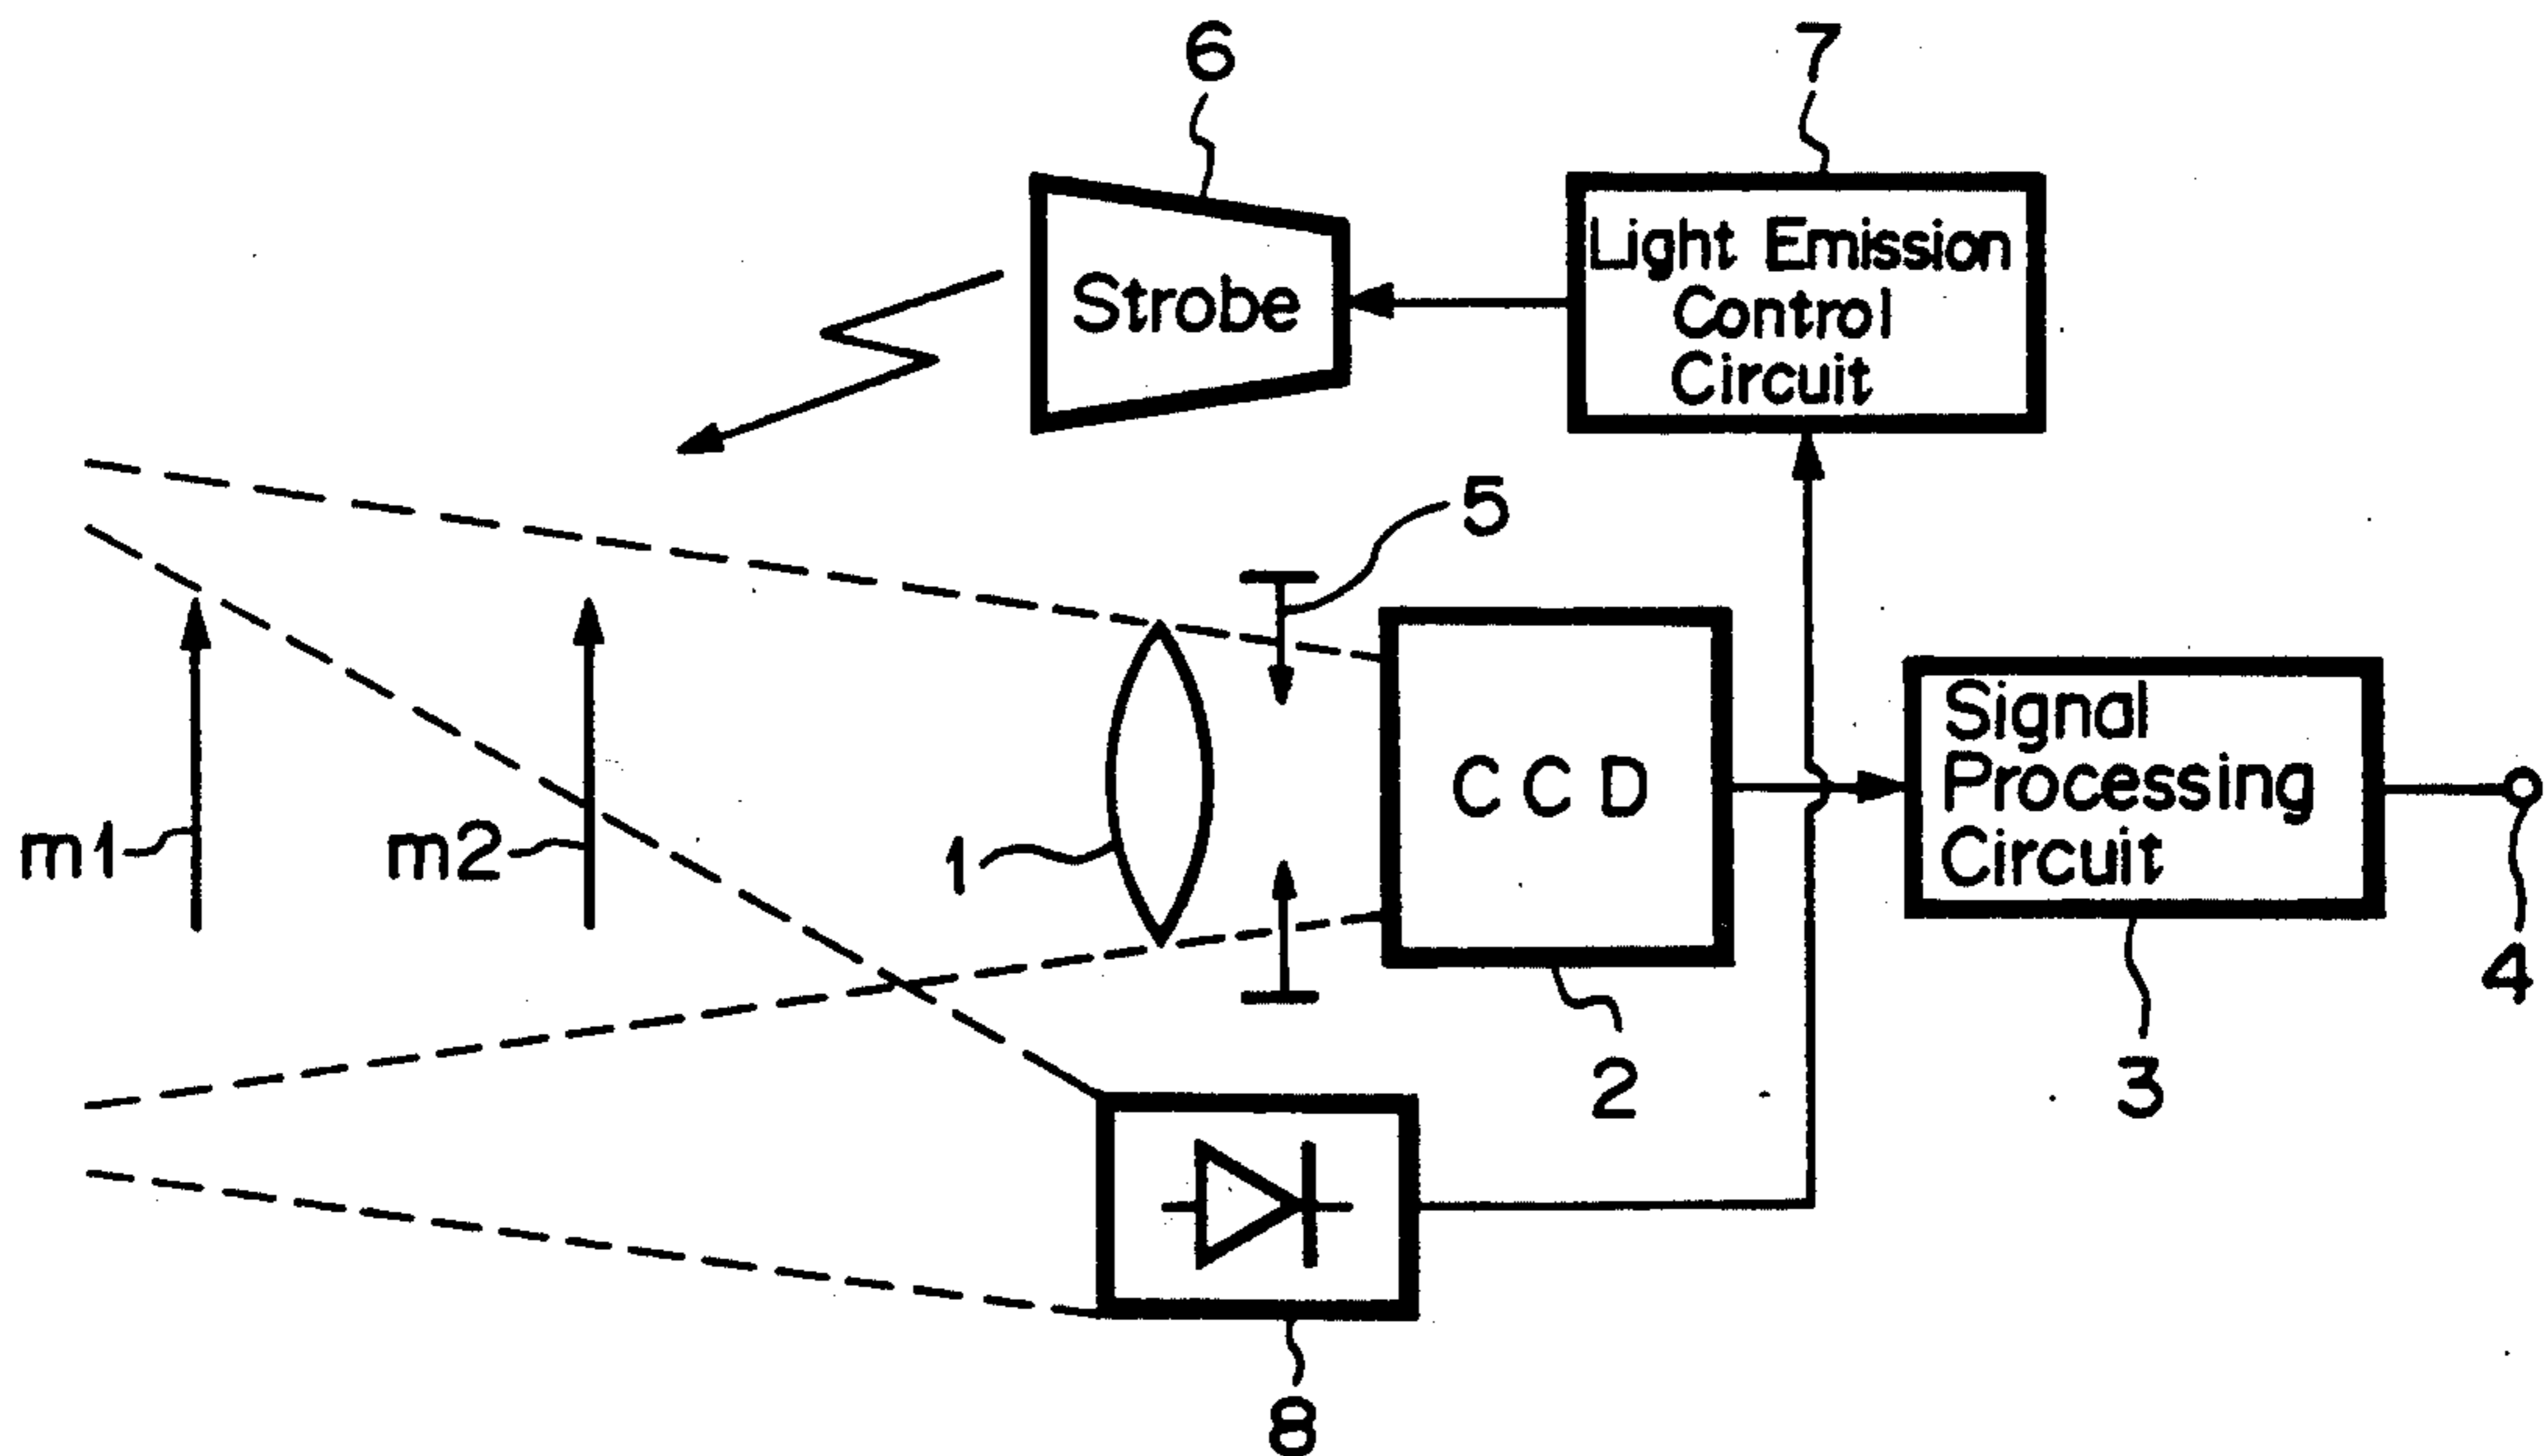 6
7
Strobe
Light Emission
Control
Circuit
5
m1
m2
1
CCD
Signal
Processing
Circuit
2
3
4
8